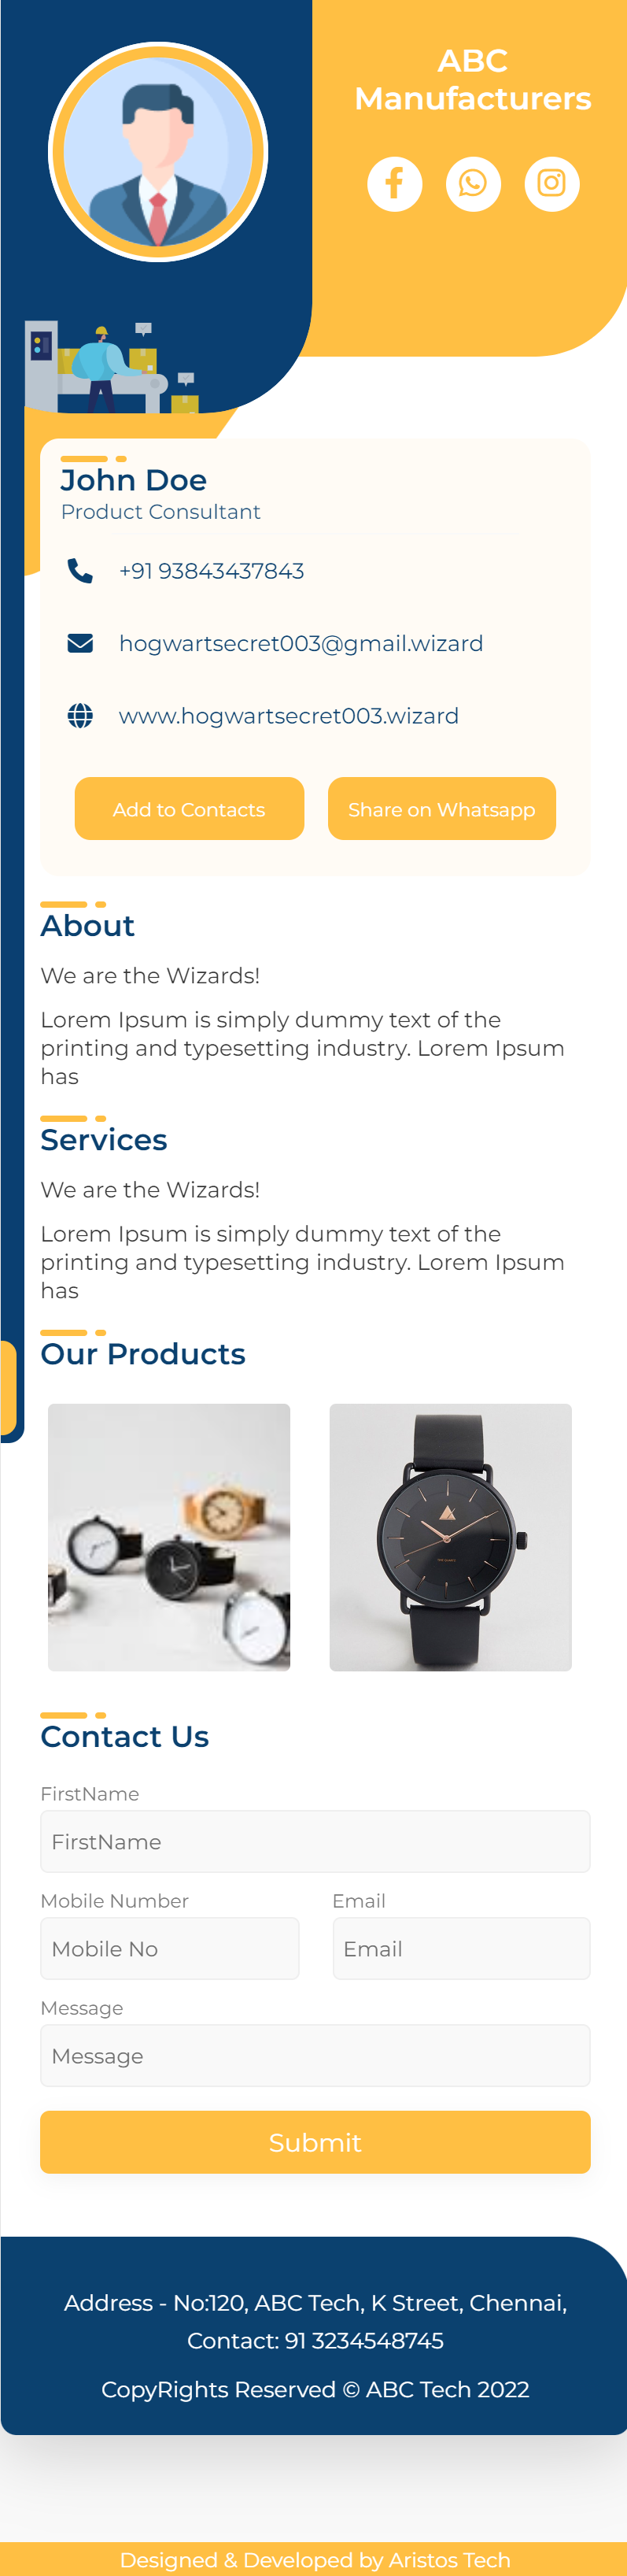 ABC
Manufacturers
John Doe
Product Consultant
+91 93843437843
hogwartsecret003@gmail.wizard
www.hogwartsecret003.wizard
Add to Contacts
Share on Whatsapp
About
We are the Wizards!
Lorem Ipsum is simply dummy text of the
printing and typesetting industry. Lorem Ipsum
has
Services
We are the Wizards!
Lorem Ipsum is simply dummy text of the
printing and typesetting industry. Lorem Ipsum
has
Our Products
Contact Us
FirstName
FirstName
Mobile Number
Email
Mobile No
Email
Message
Message
Submit
Address - No:120, ABC Tech, K Street, Chennai,
Contact: 91 3234548745
CopyRights Reserved © ABC Tech 2022
Designed & Developed by Aristos Tech